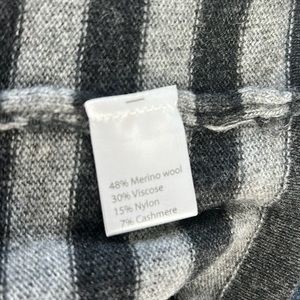 48% Merino wool
30% Viscose
15% Nylon
7% Cashmere